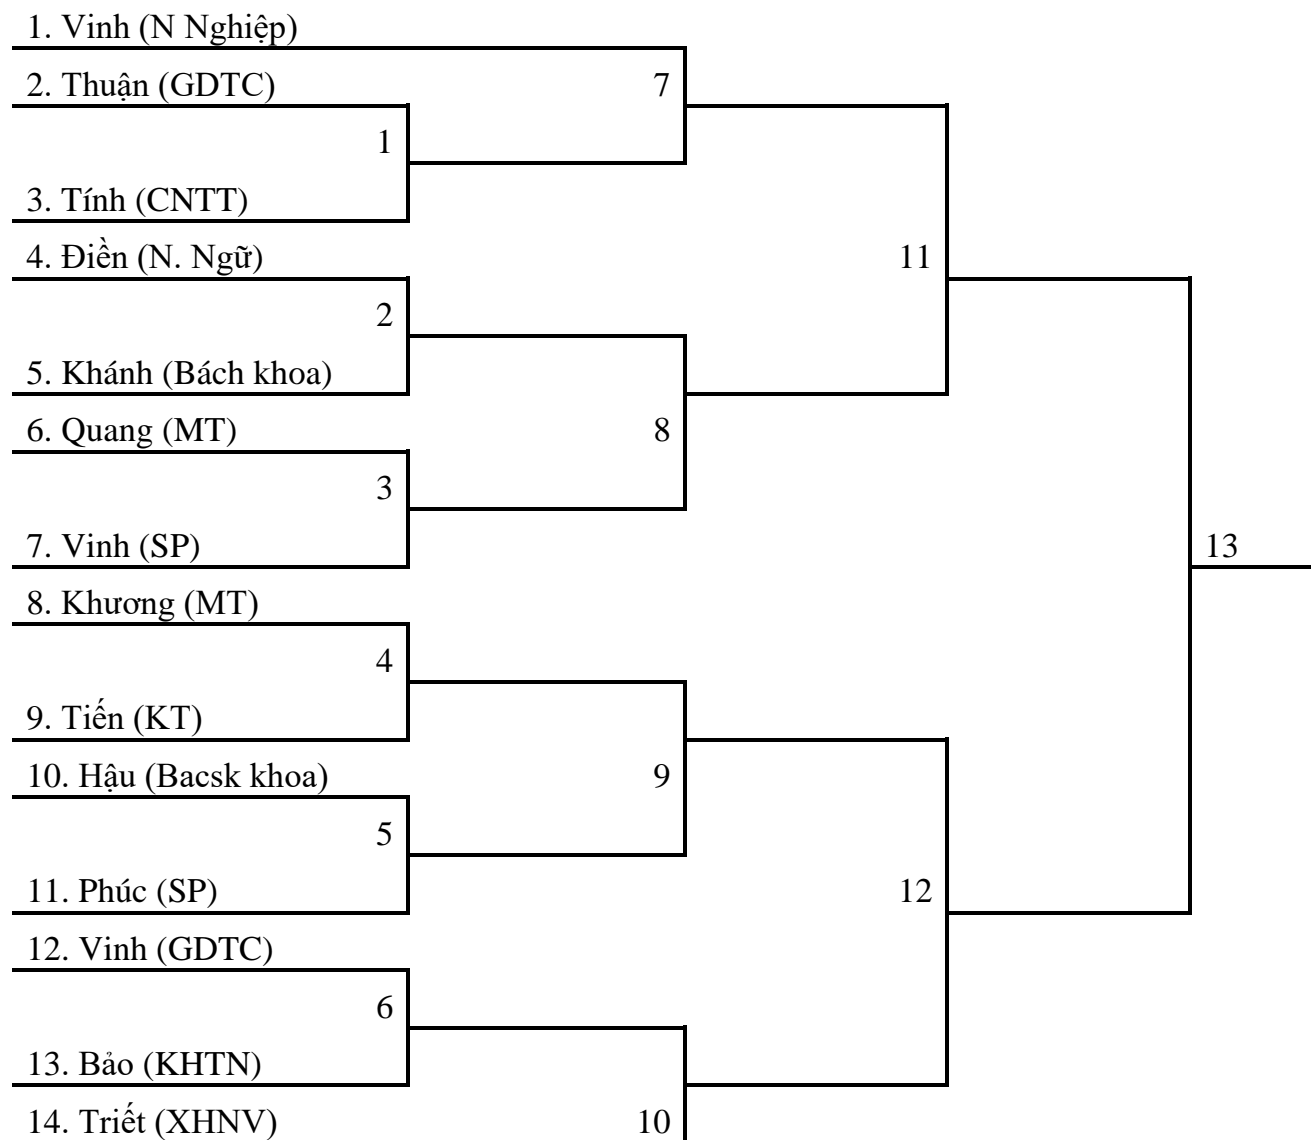 1. Vinh (N Nghiệp)
2. Thuận (GDTC) 7
1
3. Tính (CNTT)
4. Điền (N. Ngữ) 11
2
5. Khánh (Bách khoa)
6. Quang (MT) 8
3
7. Vinh (SP) 13
8. Khương (MT)
4
9. Tiến (KT)
10. Hậu (Bacsk khoa) 9
5
11. Phúc (SP) 12
12. Vinh (GDTC)
6
13. Bảo (KHTN)
14. Triết (XHNV) 10